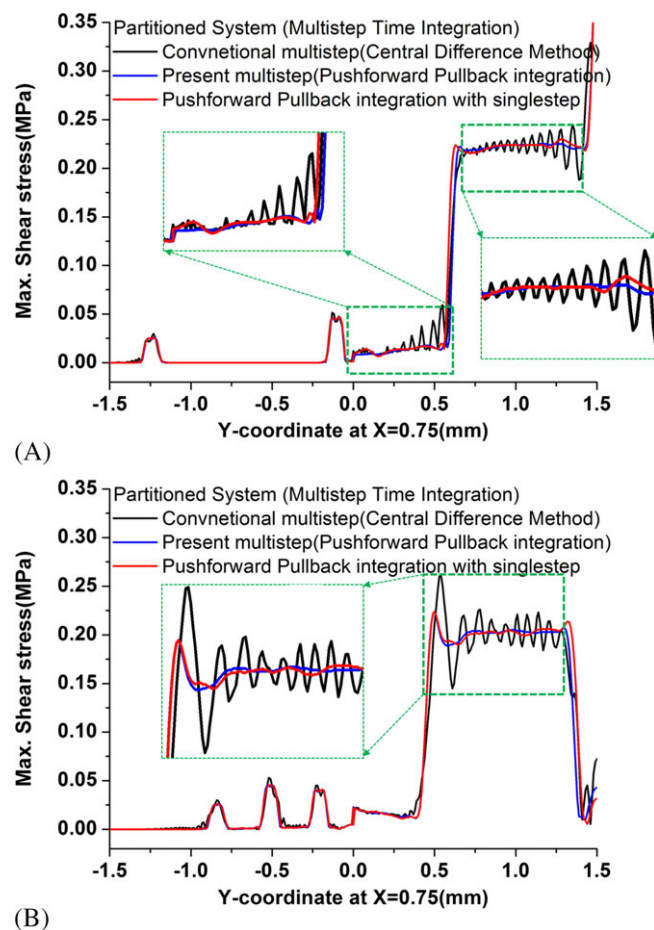 Partitioned System (Multistep Time Integration)
Convnetional multistep(Central Difference Method)
Present multistep(Pushforward Pullback integration)
Pushforward Pullback integration with singlestep
Max. Shear stress(MPa)
0.35
0.30
0.25
0.20
0.15
0.10
0.05
0.00
-1.5 -1.0 -0.5 0.0 0.5 1.0 1.5
Y-coordinate at X=0.75(mm)
(A)
Partitioned System (Multistep Time Integration)
Convnetional multistep(Central Difference Method)
Present multistep(Pushforward Pullback integration)
Pushforward Pullback integration with singlestep
Max. Shear stress(MPa)
0.35
0.30
0.25
0.20
0.15
0.10
0.05
0.00
-1.5 -1.0 -0.5 0.0 0.5 1.0 1.5
Y-coordinate at X=0.75(mm)
(B)